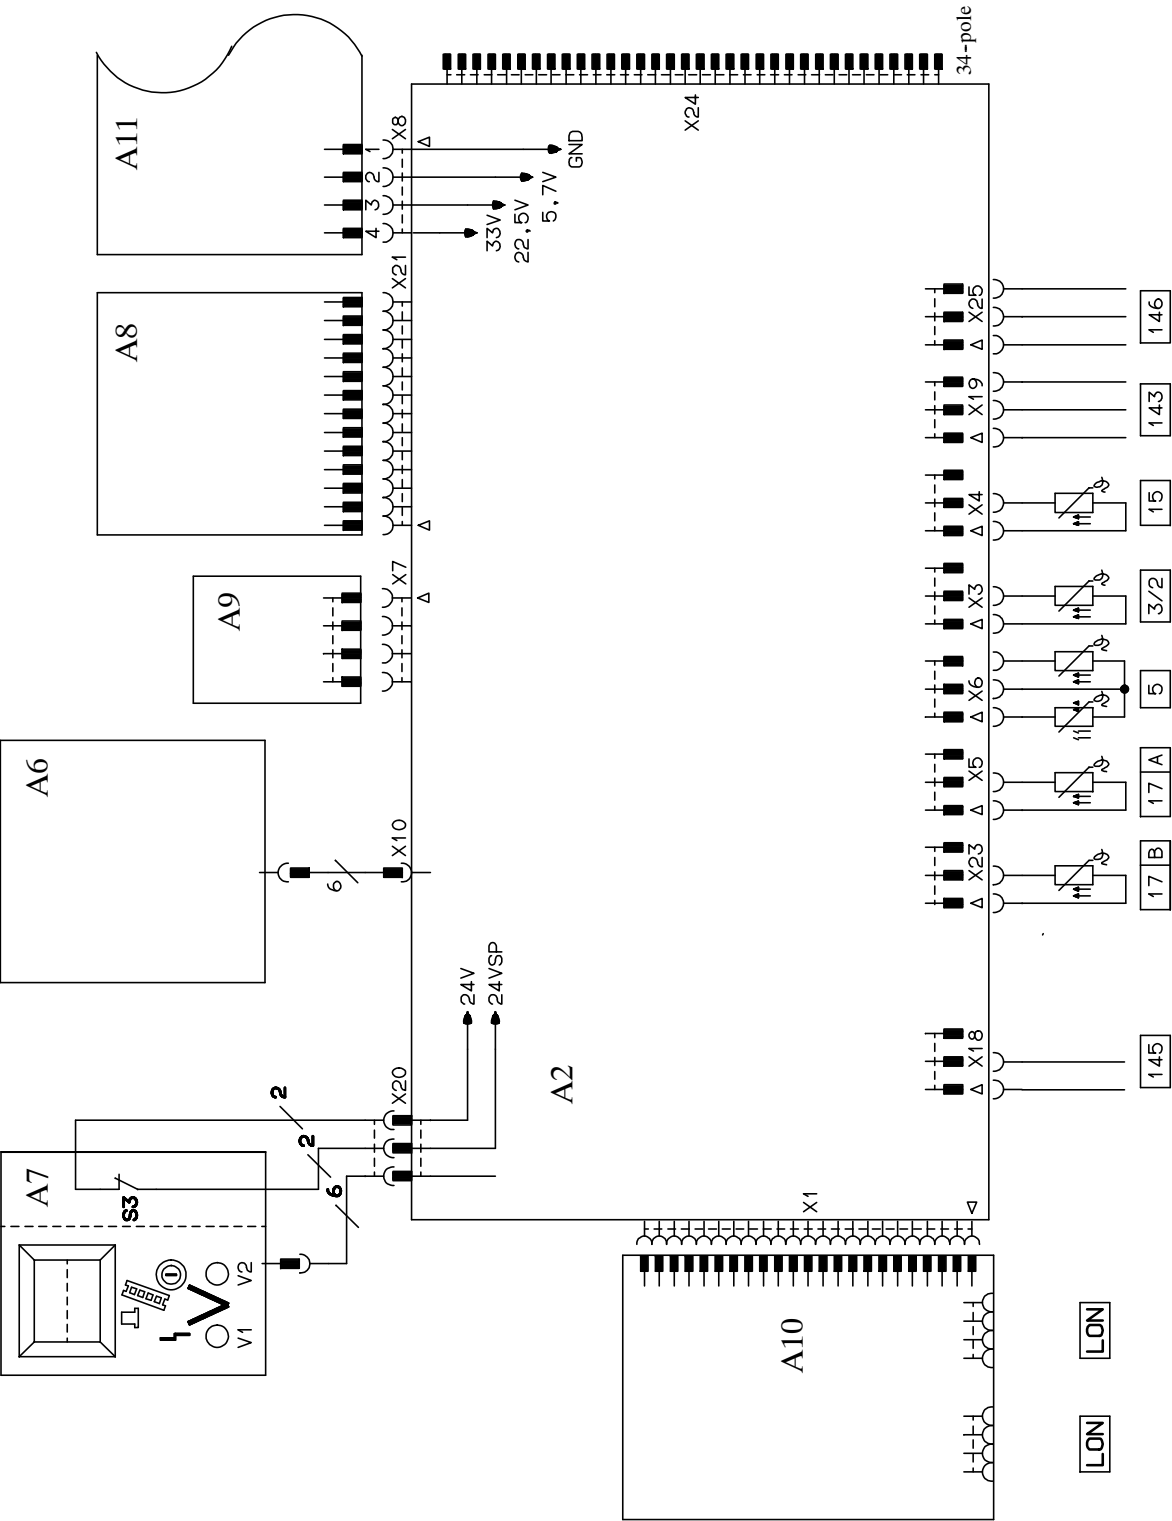 A7
S3
V1
V2
2
2
6
X20
24V
24VSP
A6
6
X10
A9
X7
A8
X21
A11
4
3
2
1
X8
33V
22,5V
5,7V
GND
A2
X24
34-pole
A10
X1
X18
X23
X5
X6
X3
X4
X19
X25
LON
LON
145
17 B
17 A
5
3/2
15
143
146